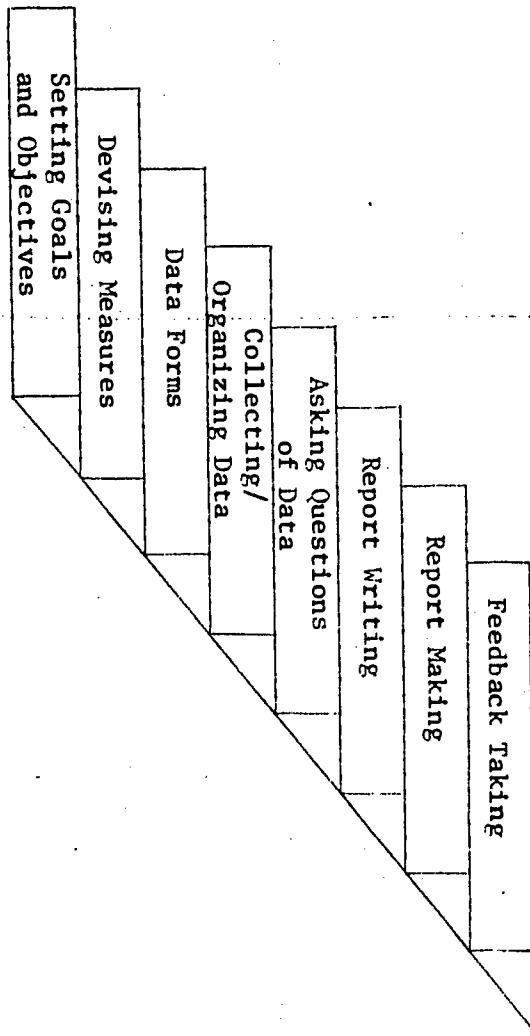 Feedback Taking
Report Making
Report Writing
Asking Questions
of Data
Collecting/
Organizing Data
Data Forms
Devising Measures
Setting Goals
and Objectives